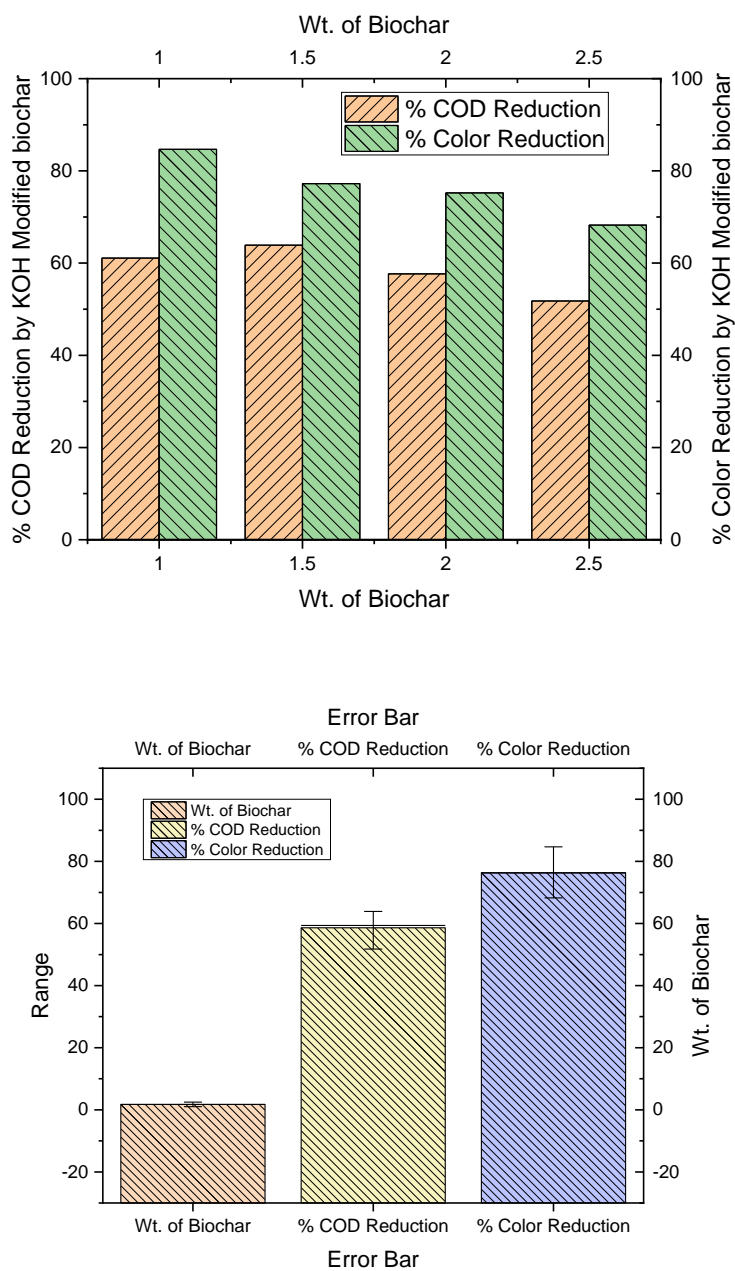 Wt. of Biochar
1 1.5 2 2.5
100 100
% COD Reduction
% Color Reduction
80 80
60 60
40 40
20 20
0 0
% COD Reduction by KOH Modified biochar
% Color Reduction by KOH Modified biochar
1 1.5 2 2.5
Wt. of Biochar
Error Bar
Wt. of Biochar % COD Reduction % Color Reduction
100 100
Wt. of Biochar
% COD Reduction
% Color Reduction
80 80
60 60
40 40
20 20
0 0
-20 -20
Range
Wt. of Biochar
Wt. of Biochar % COD Reduction % Color Reduction
Error Bar